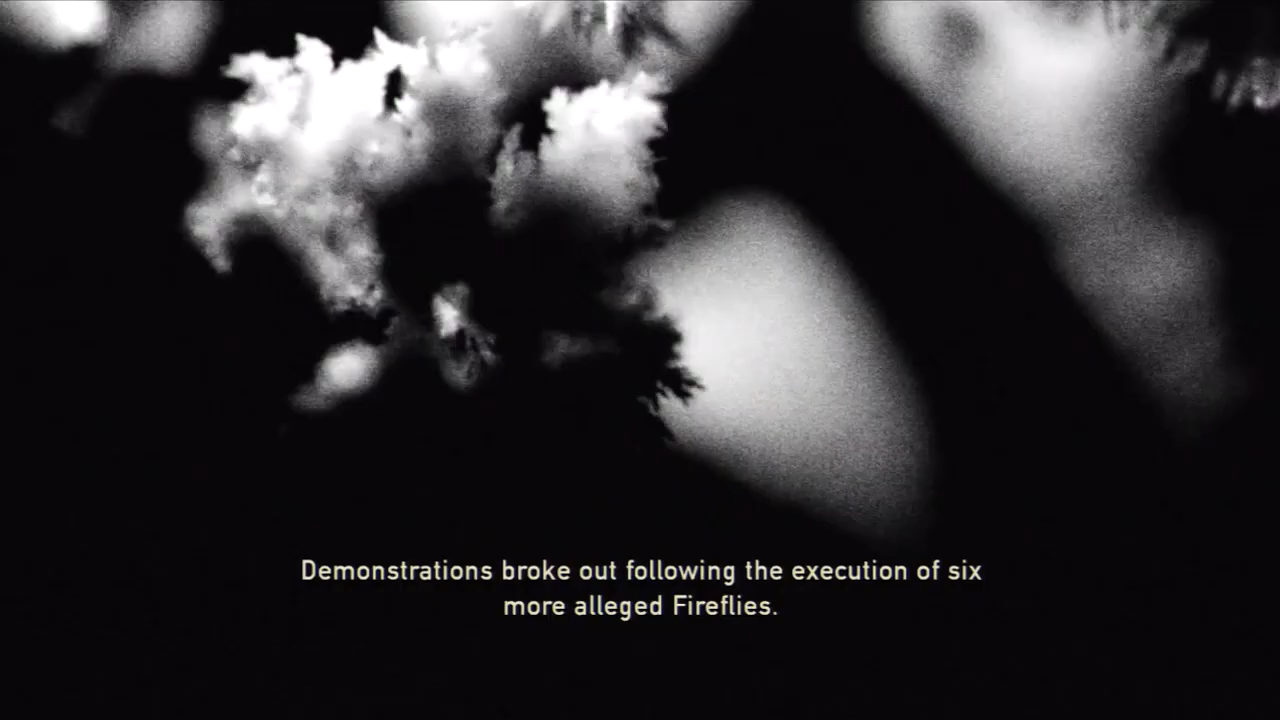 Demonstrations broke out following the execution of six
more alleged Fireflies.